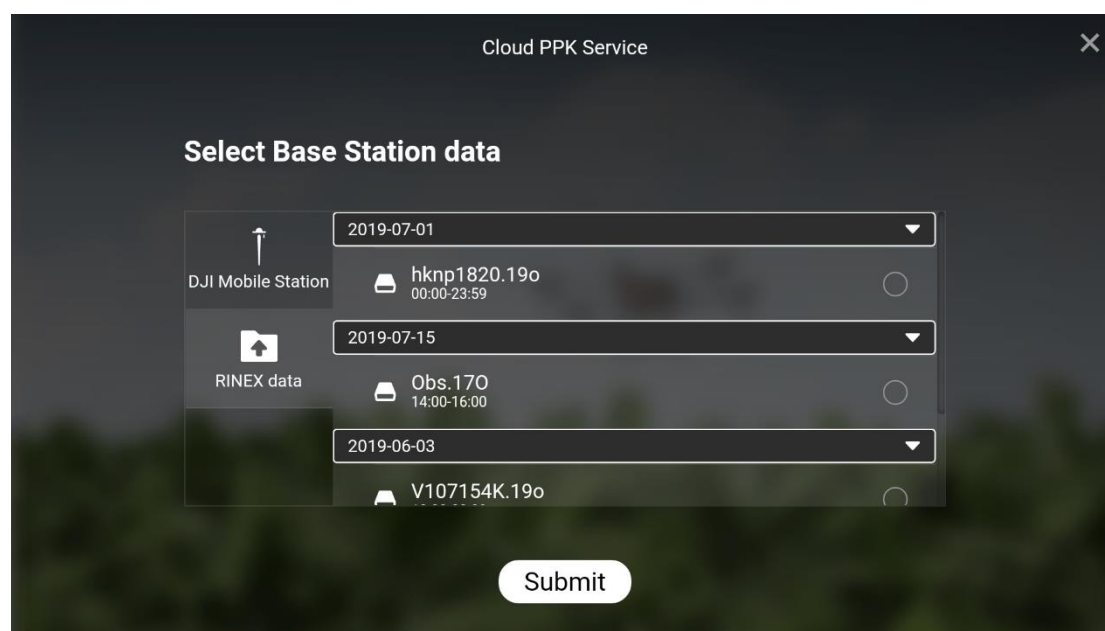 Cloud PPK Service
Select Base Station data
DJI Mobile Station
RINEX data
2019-07-01
hknp1820.19o
00:00-23:59
2019-07-15
Obs.17O
14:00-16:00
2019-06-03
V107154K.19o
Submit